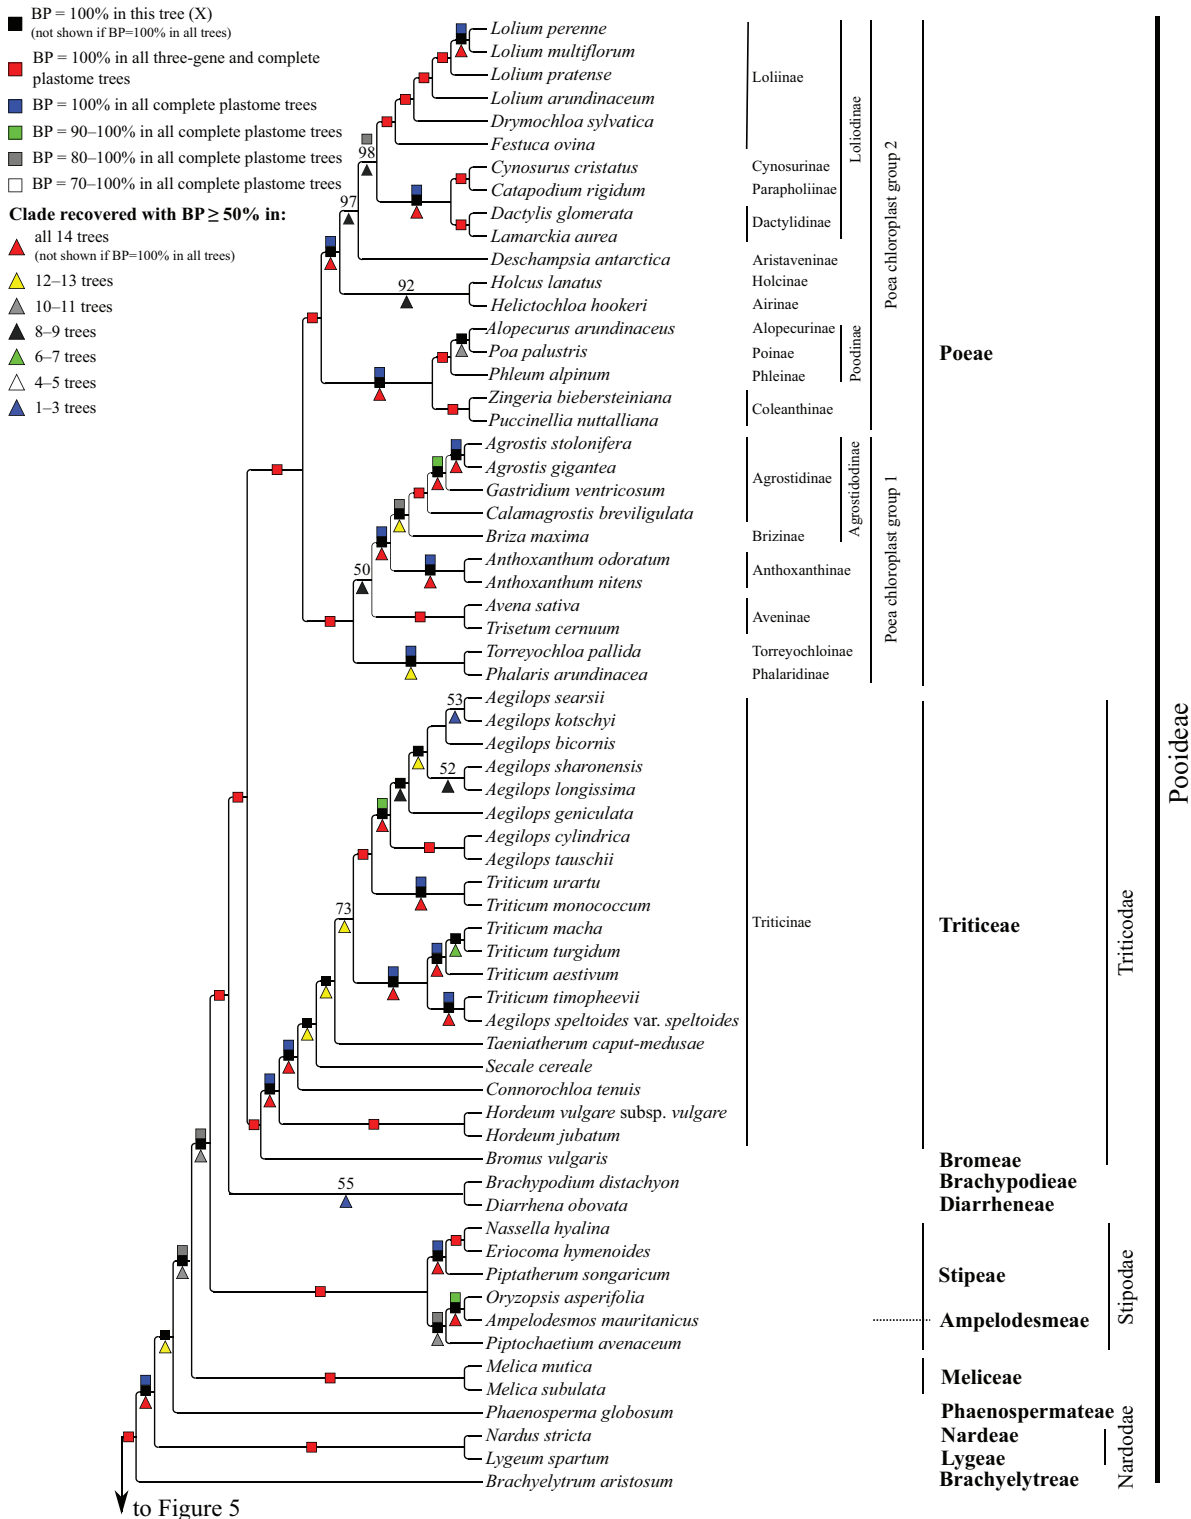 BP = 100% in this tree (X)
(not shown if BP=100% in all trees)
BP = 100% in all three-gene and complete
plastome trees
BP = 100% in all complete plastome trees
BP = 90–100% in all complete plastome trees
BP = 80–100% in all complete plastome trees
BP = 70–100% in all complete plastome trees
Clade recovered with BP ≥ 50% in:
all 14 trees
(not shown if BP=100% in all trees)
12–13 trees
10–11 trees
8–9 trees
6–7 trees
4–5 trees
1–3 trees
Lolium perenne
Lolium multiflorum
Lolium pratense
Lolium arundinaceum
Drymochloa sylvatica
Festuca ovina
Cynosurus cristatus
Catapodium rigidum
Dactylis glomerata
Lamarckia aurea
Deschampsia antarctica
Holcus lanatus
Helictochloa hookeri
Alopecurus arundinaceus
Poa palustris
Phleum alpinum
Zingeria biebersteiniana
Puccinellia nuttalliana
Agrostis stolonifera
Agrostis gigantea
Gastridium ventricosum
Calamagrostis breviligulata
Briza maxima
Anthoxanthum odoratum
Anthoxanthum nitens
Avena sativa
Trisetum cernuum
Torreyochloa pallida
Phalaris arundinacea
Aegilops searsii
Aegilops kotschyi
Aegilops bicornis
Aegilops sharonensis
Aegilops longissima
Aegilops geniculata
Aegilops cylindrica
Aegilops tauschii
Triticum urartu
Triticum monococcum
Triticum macha
Triticum turgidum
Triticum aestivum
Triticum timopheevii
Aegilops speltoides var. speltoides
Taeniatherum caput-medusae
Secale cereale
Connorochloa tenuis
Hordeum vulgare subsp. vulgare
Hordeum jubatum
Bromus vulgaris
Brachypodium distachyon
Diarrhena obovata
Nassella hyalina
Eriocoma hymenoides
Piptatherum songaricum
Oryzopsis asperifolia
Ampelodesmos mauritanicus
Piptochaetium avenaceum
Melica mutica
Melica subulata
Phaenosperma globosum
Nardus stricta
Lygeum spartum
Brachyelytrum aristosum
98
97
92
50
53
52
73
55
to Figure 5
Loliinae
Cynosurinae
Parapholiinae
Dactylidinae
Aristaveninae
Holcinae
Airinae
Alopecurinae
Poinae
Phleinae
Coleanthinae
Agrostidinae
Brizinae
Anthoxanthinae
Aveninae
Torreyochloinae
Phalaridinae
Triticinae
Loliodinae
Poodinae
Agrostidodinae
Poea chloroplast group 2
Poea chloroplast group 1
Poeae
Triticeae
Bromeae
Brachypodieae
Diarrheneae
Stipeae
Ampelodesmeae
Meliceae
Phaenospermateae
Nardeae
Lygeae
Brachyelytreae
Triticodae
Stipodae
Nardodae
Pooideae